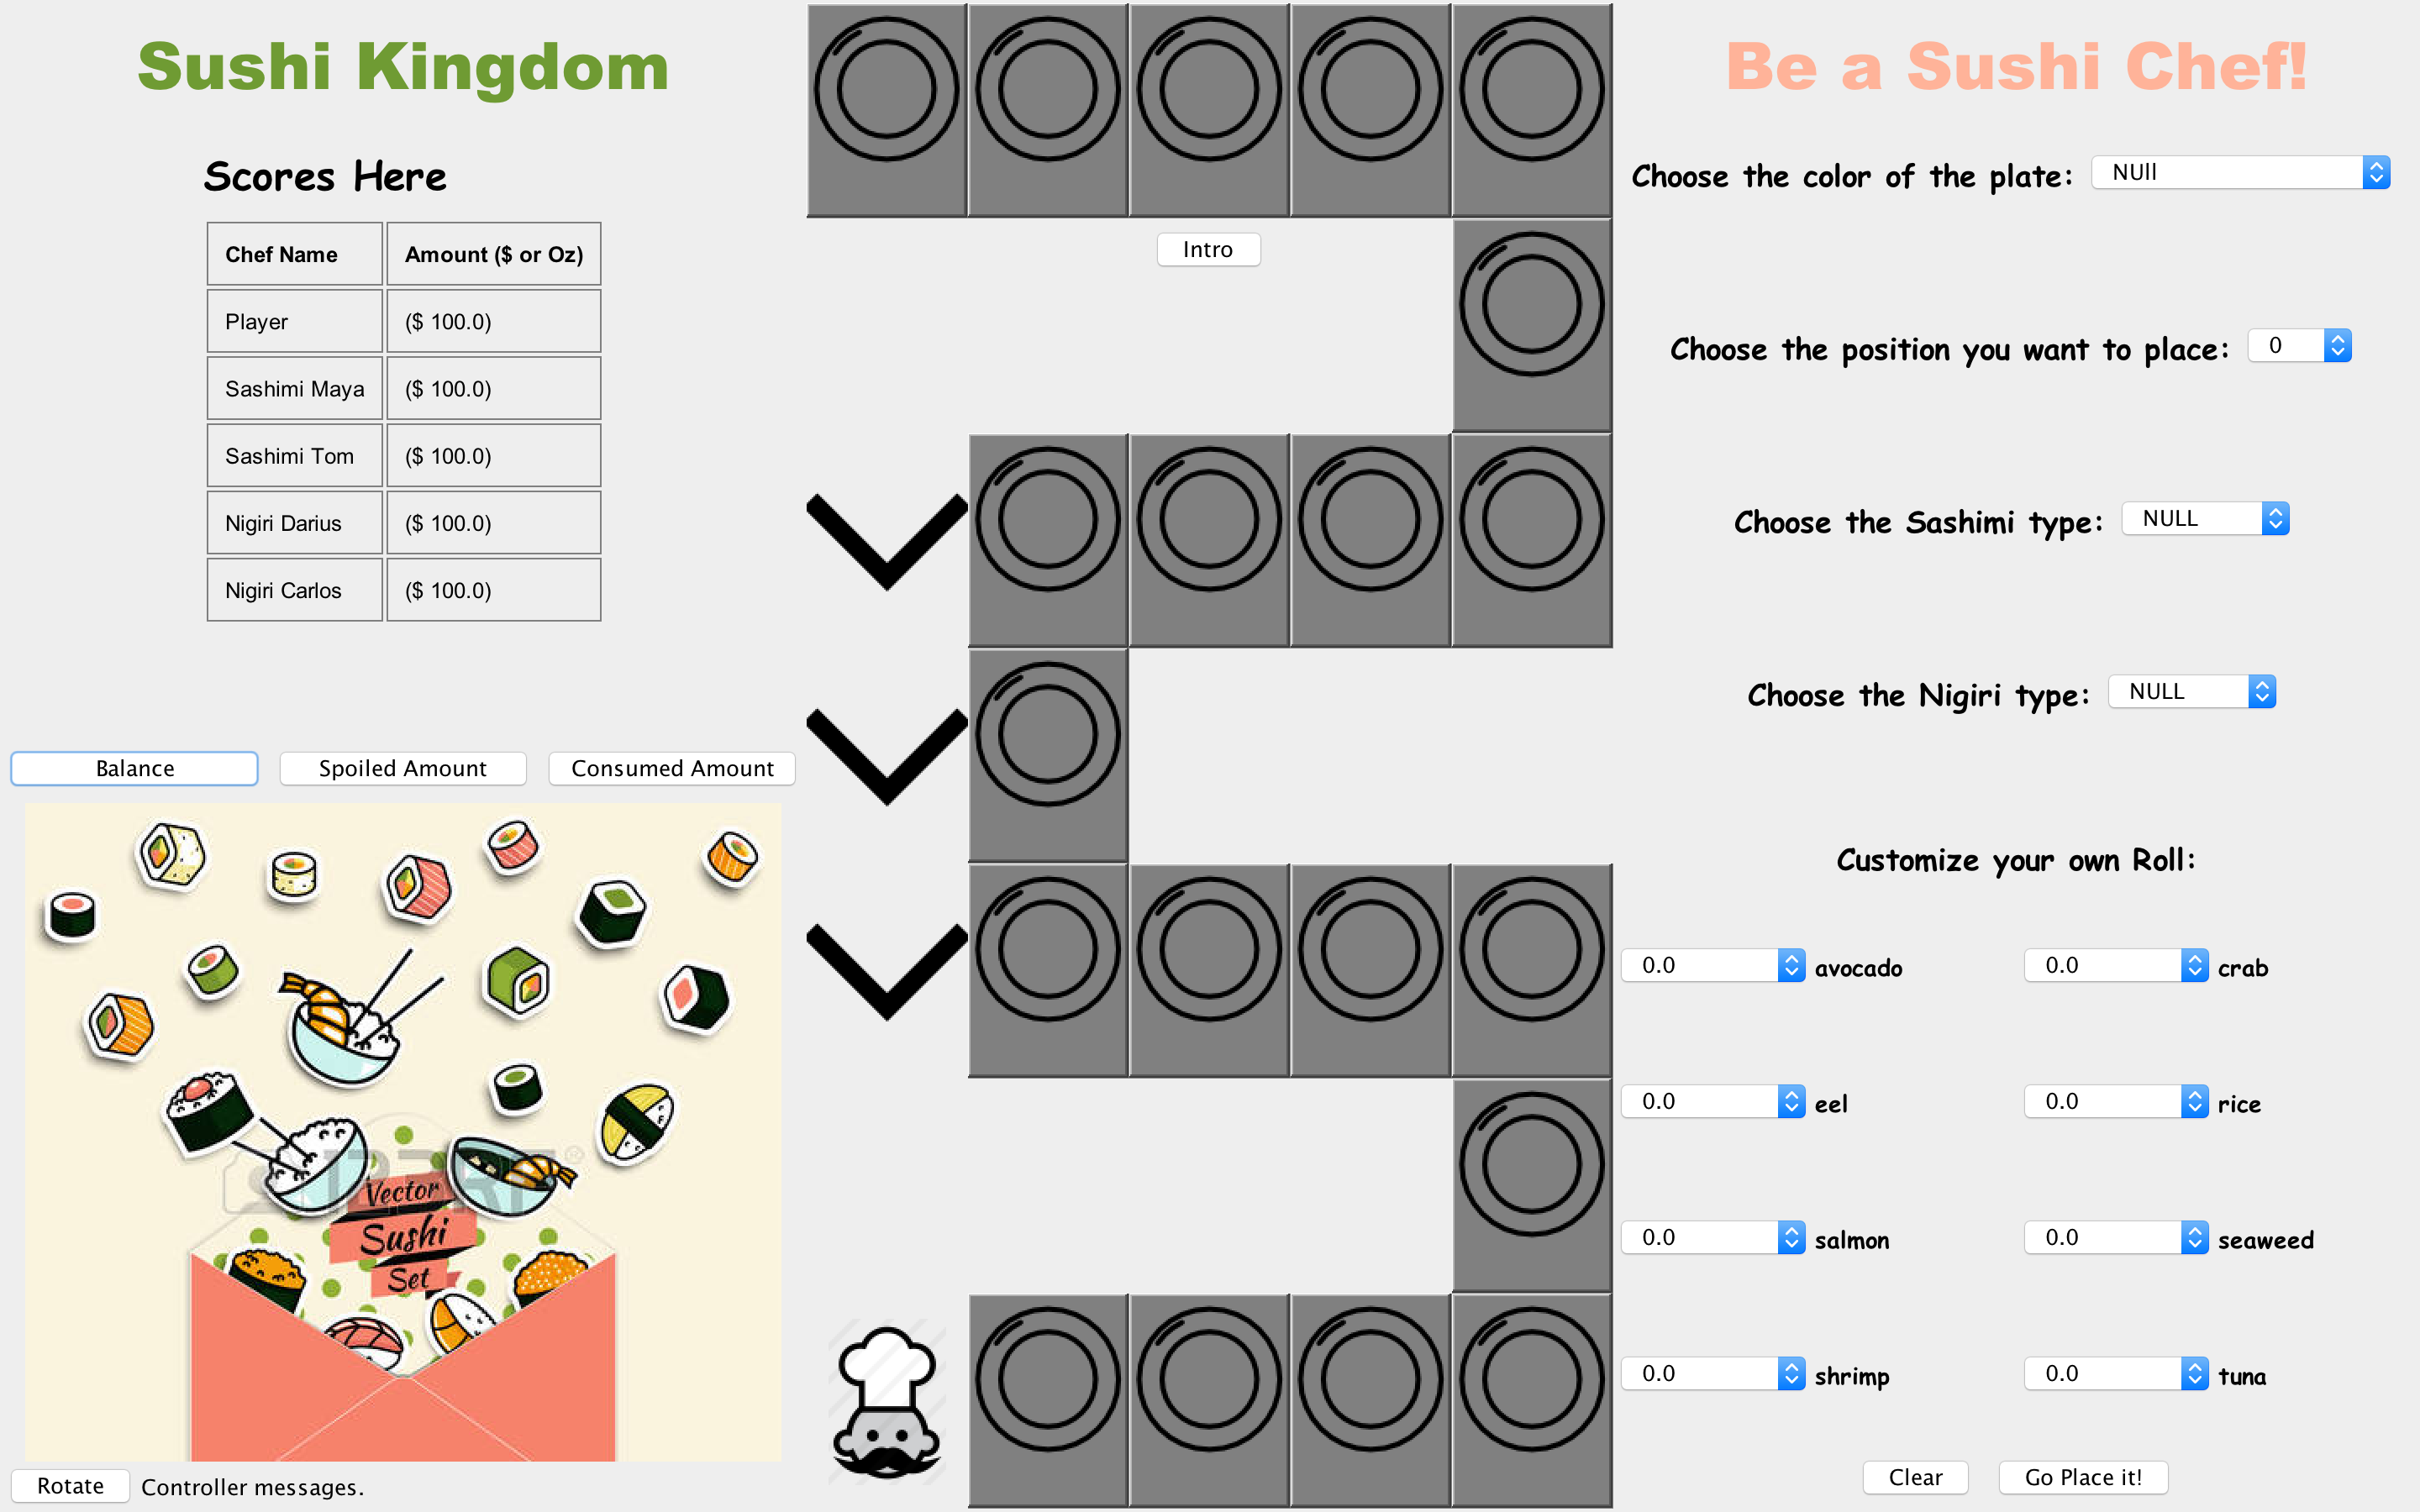 Sushi Kingdom
Scores Here
Chef Name Amount ($ or Oz)
Player ($ 100.0)
Sashimi Maya ($ 100.0)
Sashimi Tom ($ 100.0)
Nigiri Darius ($ 100.0)
Nigiri Carlos ($ 100.0)
Balance Spoiled Amount Consumed Amount
Vector
Sushi
Set
Rotate Controller messages.
Intro
Be a Sushi Chef!
Choose the color of the plate: NUll
Choose the position you want to place: 0
Choose the Sashimi type: NULL
Choose the Nigiri type: NULL
Customize your own Roll:
0.0 avocado 0.0 crab
0.0 eel 0.0 rice
0.0 salmon 0.0 seaweed
0.0 shrimp 0.0 tuna
Clear Go Place it!